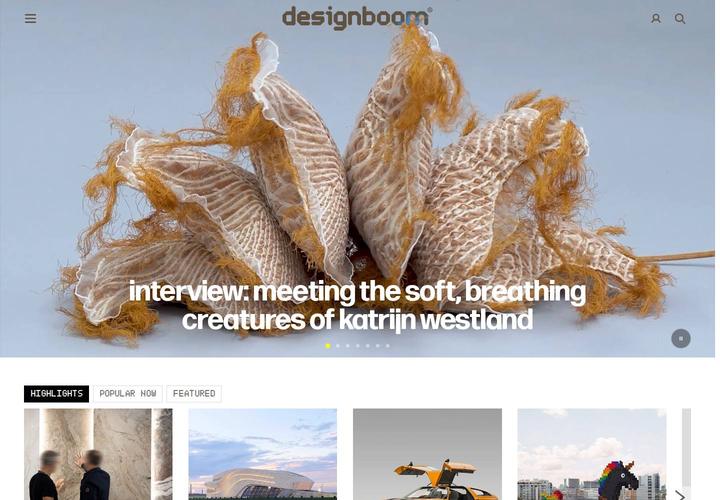 designboom®
interview: meeting the soft, breathing
creatures of katrijn westland
HIGHLIGHTS
POPULAR NOW
FEATURED